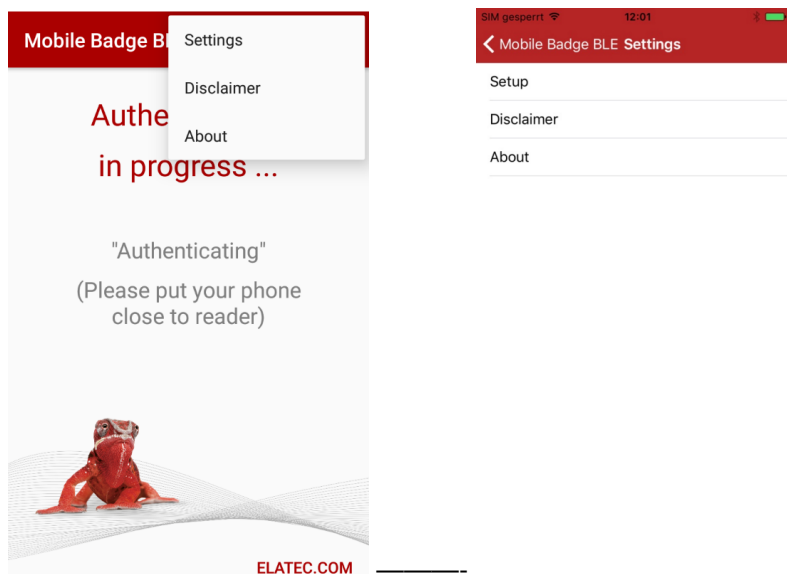 Mobile Badge Bl
Settings
Disclaimer
About
Authe
in progress ...
"Authenticating"
(Please put your phone
close to reader)
ELATEC.COM
SIM gesperrt 12:01
Mobile Badge BLE Settings
Setup
Disclaimer
About